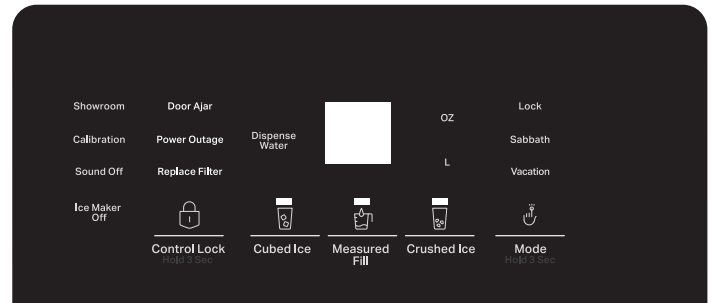 Showroom
Door Ajar
Lock
OZ
Calibration
Power Outage
Dispense
Water
Sabbath
L
Sound Off
Replace Filter
Vacation
Ice Maker
Off
Control Lock
Hold 3 Sec
Cubed Ice
Measured
Fill
Crushed Ice
Mode
Hold 3 Sec